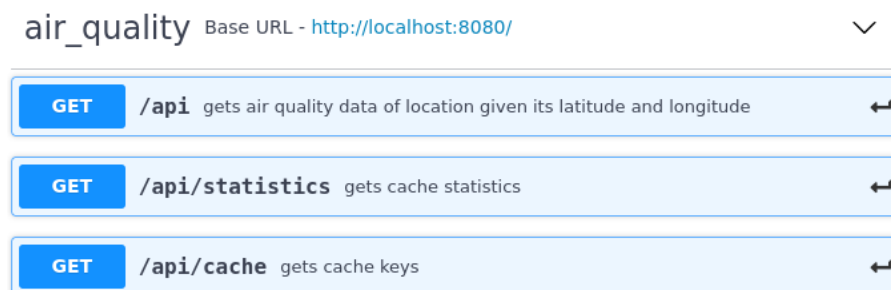 air_quality Base URL - http://localhost:8080/
GET /api gets air quality data of location given its latitude and longitude
GET /api/statistics gets cache statistics
GET /api/cache gets cache keys